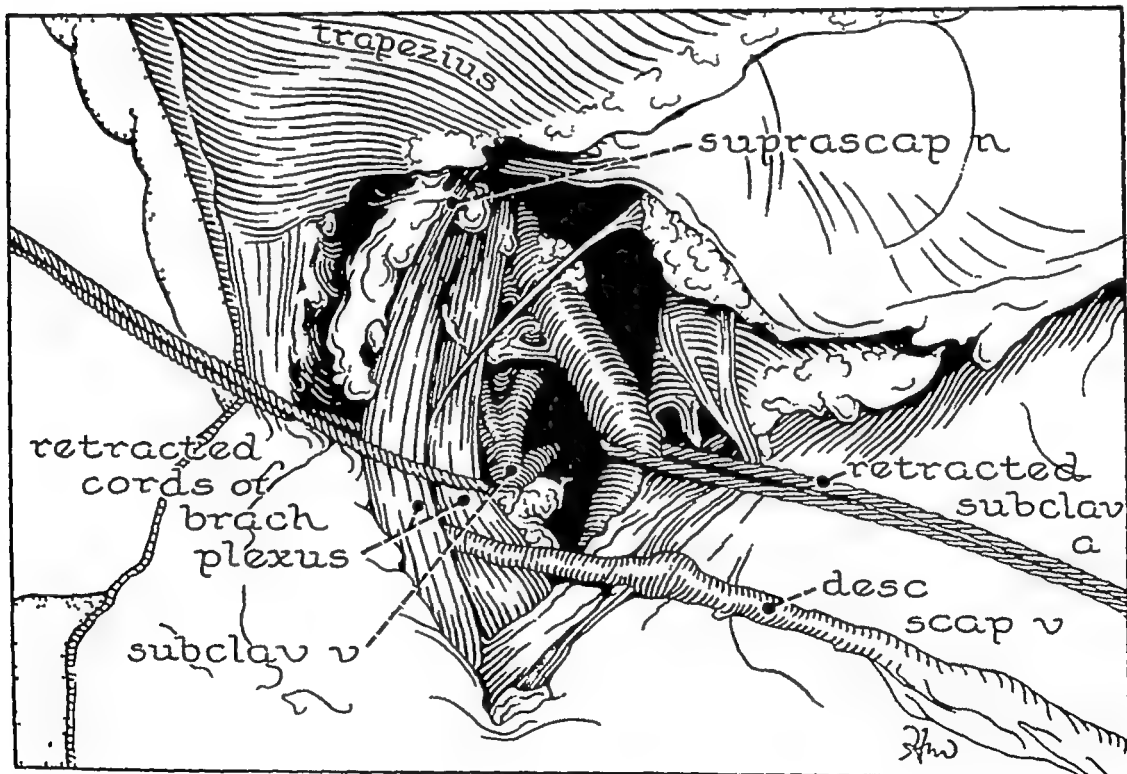 trapezius
suprascap n
retracted
cords of
brach
plexus
retracted
subclav
a
desc
scap v
subclav v